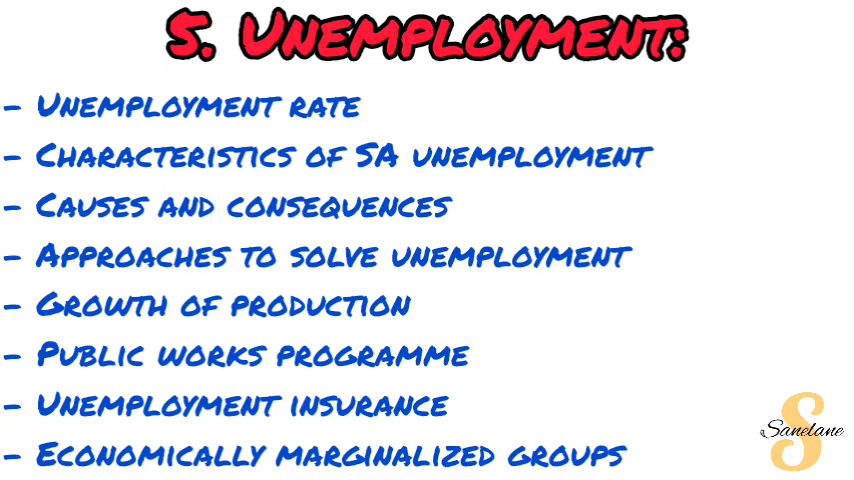 5. Unemployment:
- Unemployment rate
- Characteristics of SA unemployment
- Causes and consequences
- Approaches to solve unemployment
- Growth of production
- Public works programme
- Unemployment insurance
- Economically marginalized groups
S
Sanelane